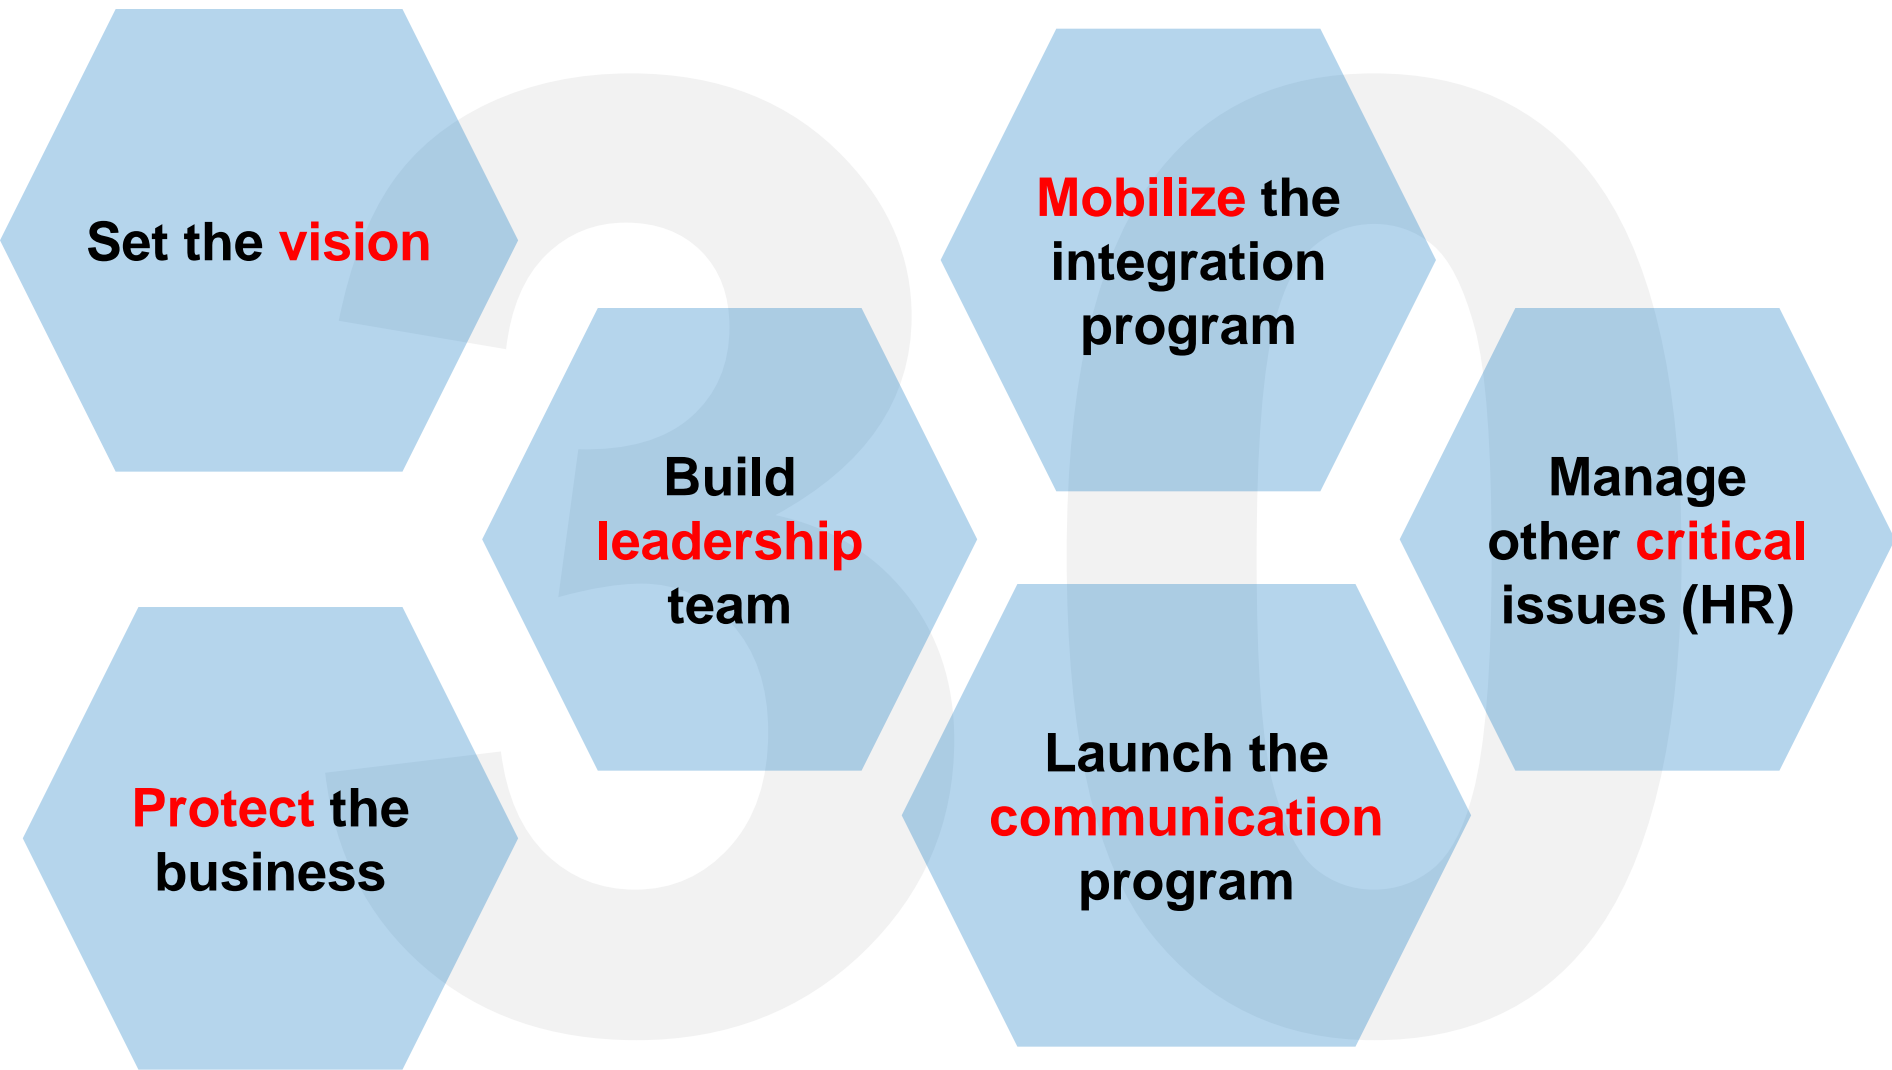 30
Set the vision
Protect the
business
Build
leadership
team
Mobilize the
integration
program
Launch the
communication
program
Manage
other critical
issues (HR)